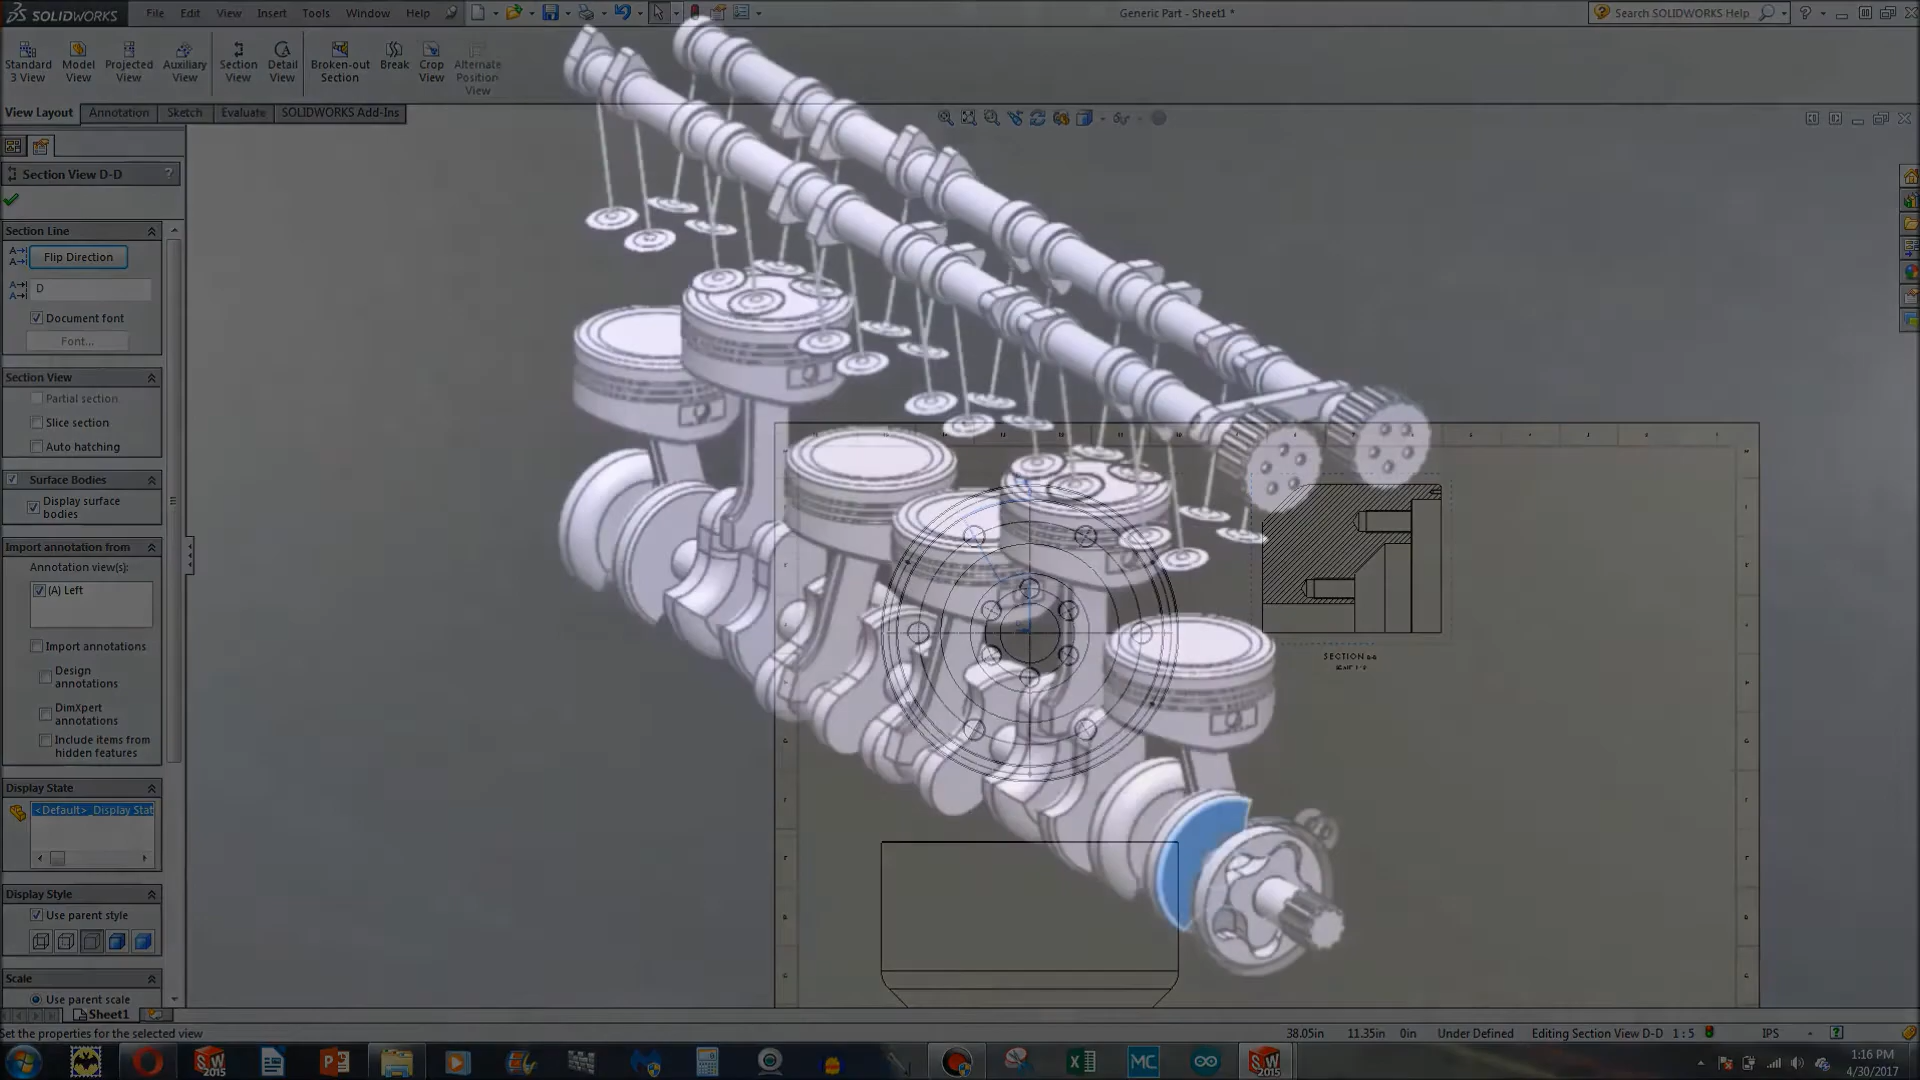 SOLIDWORKS File Edit View Insert Tools Window Help Generic Part - Sheet1 * Search SOLIDWORKS Help
Standard 3 View
Model View
Projected View
Auxiliary View
Section View
Detail View
Broken-out Section
Break
Crop View
Alternate Position View
View Layout Annotation Sketch Evaluate SOLIDWORKS Add-Ins
Section View D-D ?
Section Line
Flip Direction
D
Document font
Font...
Section View
Partial section
Slice section
Auto hatching
Surface Bodies
Display surface
bodies
Import annotation from
Annotation view(s):
(A) Left
Import annotations
Design
annotations
DimXpert
annotations
Include items from
hidden features
Display State
<Default>_Display Stat
Display Style
Use parent style
Scale
Use parent scale
Sheet1
Set the properties for the selected view
38.05in 11.35in 0in Under Defined Editing Section View D-D 1 : 5 IPS
SW 2015
MC
SW 2015
1:16 PM
4/30/2017